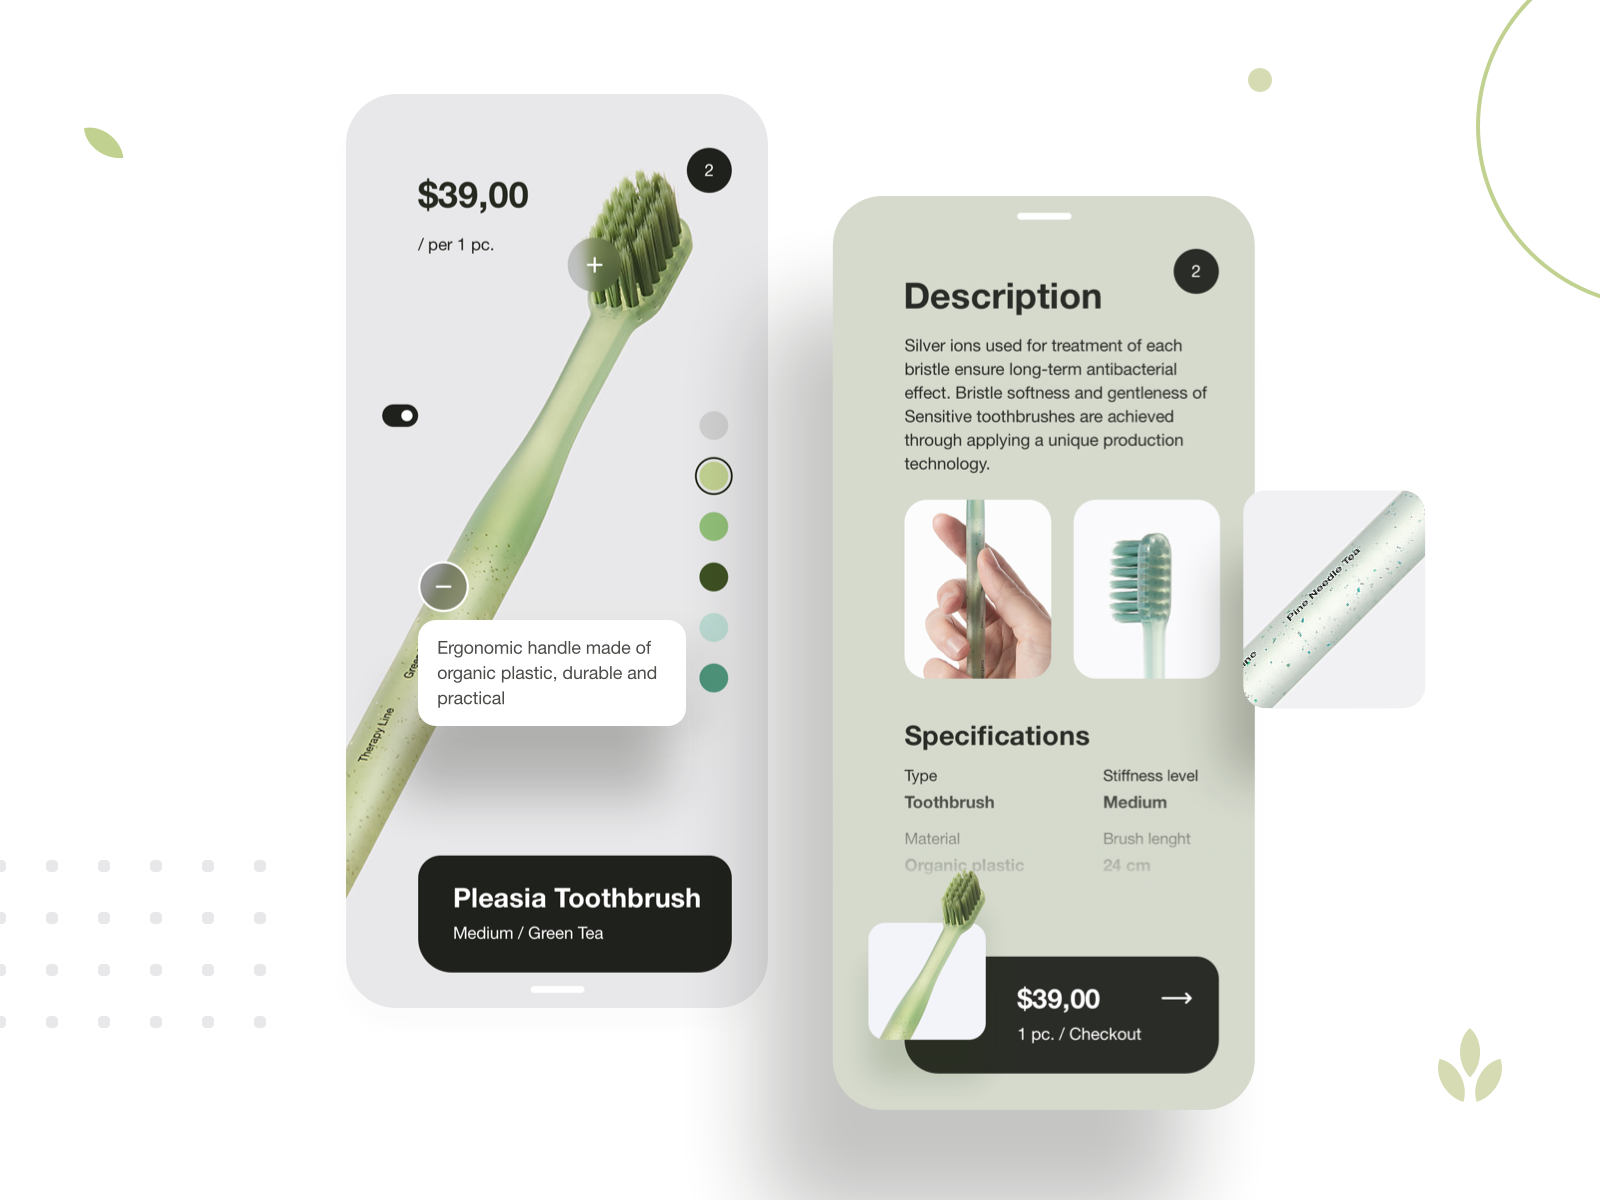 $39,00
/ per 1 pc.
2
+
−
Therapy Line
Ergonomic handle made of
organic plastic, durable and
practical
Pleasia Toothbrush
Medium / Green Tea
2
Description
Silver ions used for treatment of each
bristle ensure long-term antibacterial
effect. Bristle softness and gentleness of
Sensitive toothbrushes are achieved
through applying a unique production
technology.
Pine Needle Tea
Specifications
Type
Stiffness level
Toothbrush
Medium
Material
Brush lenght
Organic plastic
24 cm
$39,00
1 pc. / Checkout